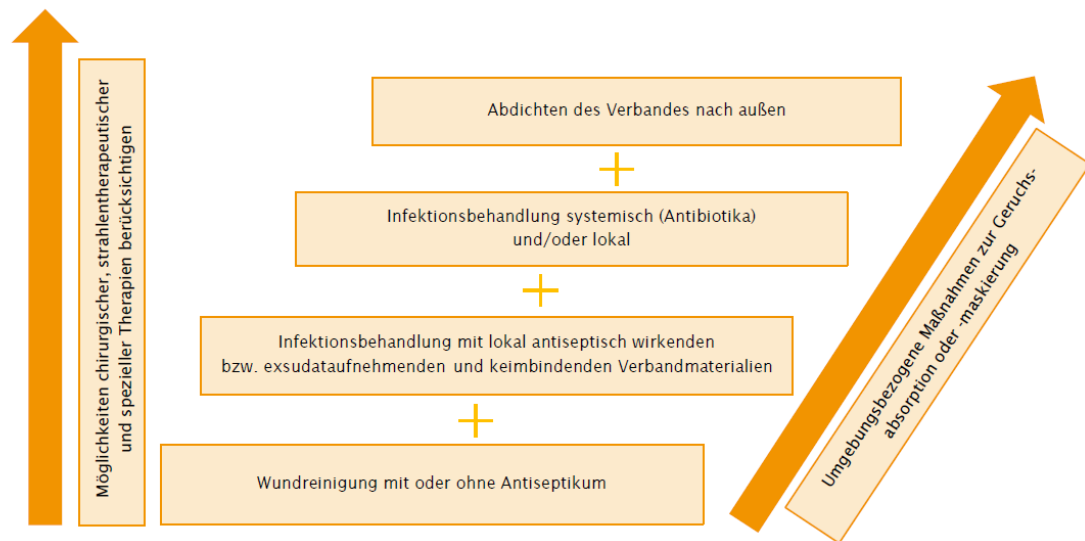 Möglichkeiten chirurgischer, strahlentherapeutischer
und spezieller Therapien berücksichtigen
Abdichten des Verbandes nach außen
+
Infektionsbehandlung systemisch (Antibiotika)
und/oder lokal
+
Infektionsbehandlung mit lokal antiseptisch wirkenden
bzw. exsudataufnehmenden und keimbindenden Verbandmaterialien
+
Wundreinigung mit oder ohne Antiseptikum
Umgebungsbezogene Maßnahmen zur Geruchs-
absorption oder -maskierung